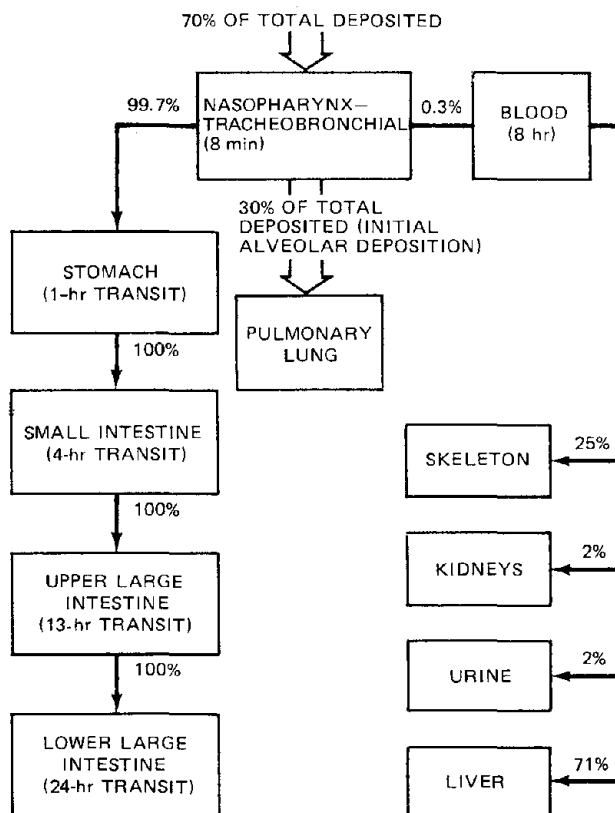 70% OF TOTAL DEPOSITED
99.7%
NASOPHARYNX—
TRACHEOBRONCHIAL
(8 min)
0.3%
BLOOD
(8 hr)
30% OF TOTAL
DEPOSITED (INITIAL
ALVEOLAR DEPOSITION)
STOMACH
(1-hr TRANSIT)
PULMONARY
LUNG
100%
SMALL INTESTINE
(4-hr TRANSIT)
SKELETON
25%
100%
UPPER LARGE
INTESTINE
(13-hr TRANSIT)
KIDNEYS
2%
100%
URINE
2%
LOWER LARGE
INTESTINE
(24-hr TRANSIT)
LIVER
71%